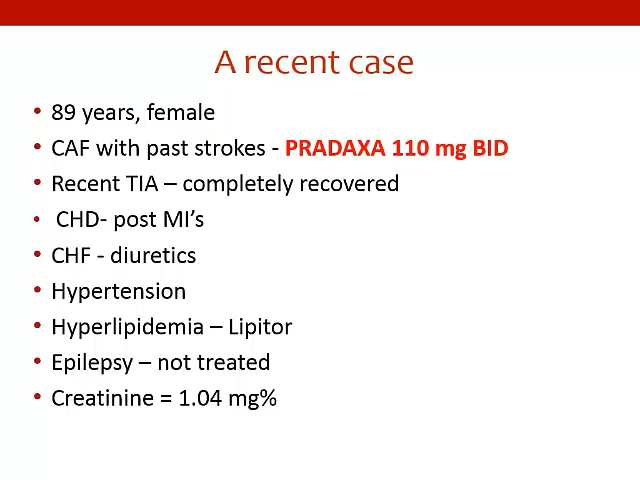 A recent case
• 89 years, female
• CAF with past strokes - PRADAXA 110 mg BID
• Recent TIA – completely recovered
• CHD- post MI’s
• CHF - diuretics
• Hypertension
• Hyperlipidemia – Lipitor
• Epilepsy – not treated
• Creatinine = 1.04 mg%